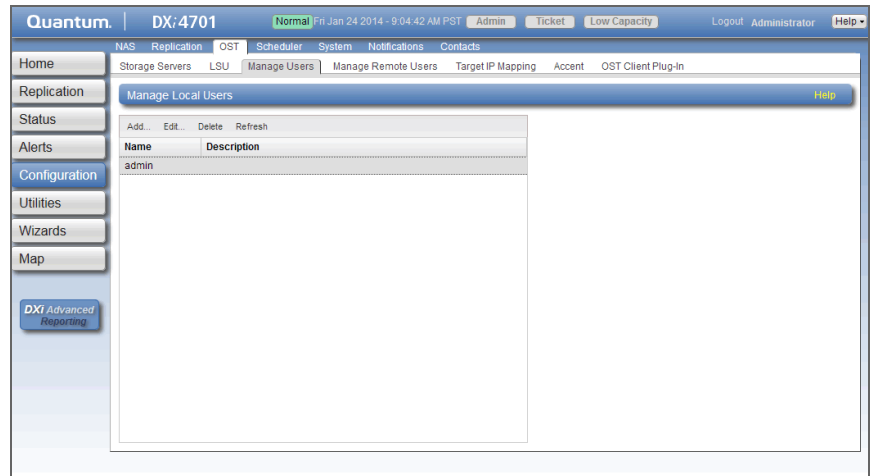 Quantum. DXi4701 Normal Fri Jan 24 2014 - 9:04:42 AM PST Admin Ticket Low Capacity Logout Administrator Help
NAS Replication OST Scheduler System Notifications Contacts
Storage Servers LSU Manage Users Manage Remote Users Target IP Mapping Accent OST Client Plug-In
Home
Replication
Status
Alerts
Configuration
Utilities
Wizards
Map
DXi Advanced
Reporting
Manage Local Users Help
Add... Edit... Delete Refresh
Name Description
admin